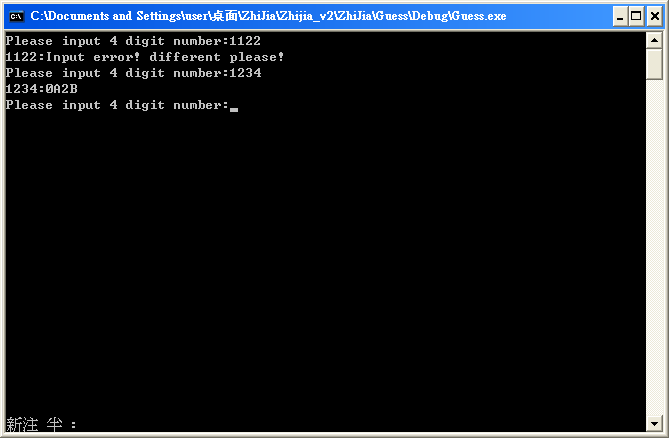 C:\Documents and Settings\user\桌面\ZhiJia\Zhijia_v2\ZhiJia\Guess\Debug\Guess.exe
Please input 4 digit number:1122
1122:Input error! different please!
Please input 4 digit number:1234
1234:0A2B
Please input 4 digit number:
新注 半 :